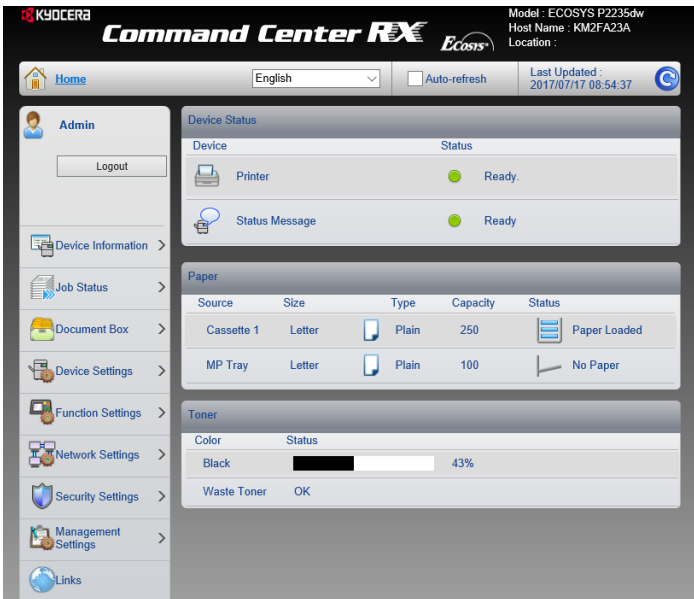 KYOCERA
Command Center RX
Ecosys
Model : ECOSYS P2235dw
Host Name : KM2FA23A
Location :
Home
English
Auto-refresh
Last Updated :
2017/07/17 08:54:37
Admin
Logout
Device Information
Job Status
Document Box
Device Settings
Function Settings
Network Settings
Security Settings
Management
Settings
Links
Device Status
Device Status
Printer Ready.
Status Message Ready
Paper
Source Size Type Capacity Status
Cassette 1 Letter Plain 250 Paper Loaded
MP Tray Letter Plain 100 No Paper
Toner
Color Status
Black 43%
Waste Toner OK